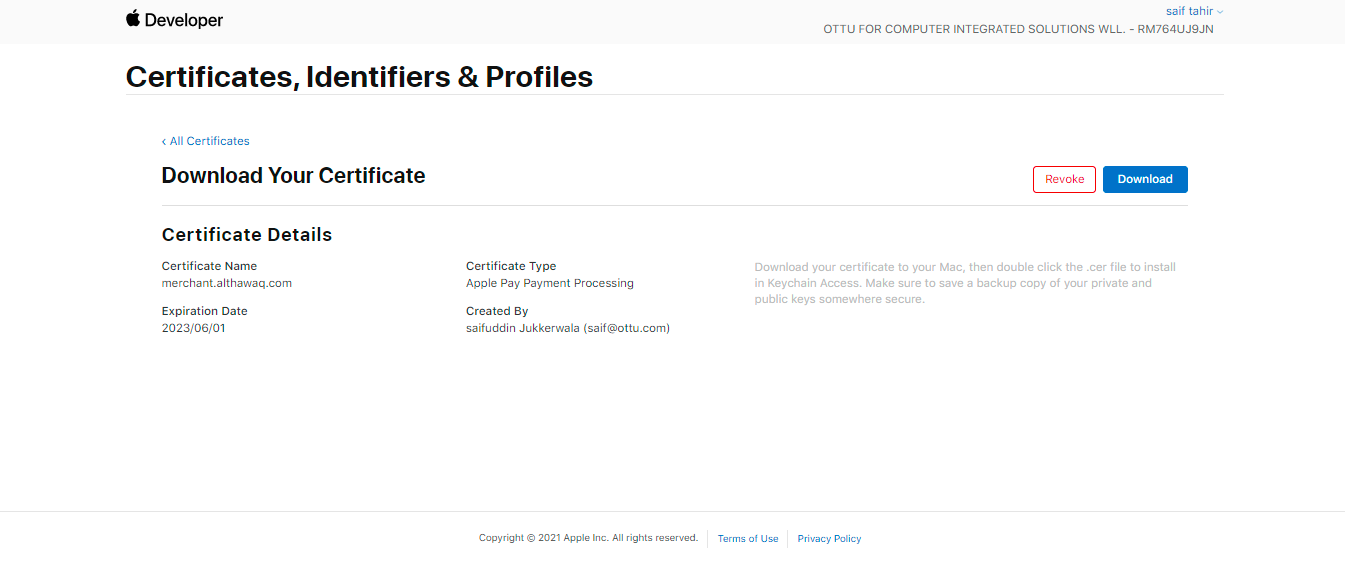 Developer
saif tahir
OTTU FOR COMPUTER INTEGRATED SOLUTIONS WLL. - RM764UJ9JN
Certificates, Identifiers & Profiles
‹ All Certificates
Download Your Certificate
Revoke
Download
Certificate Details
Certificate Name
merchant.althawaq.com
Certificate Type
Apple Pay Payment Processing
Expiration Date
2023/06/01
Created By
saifuddin Jukkerwala (saif@ottu.com)
Download your certificate to your Mac, then double click the .cer file to install
in Keychain Access. Make sure to save a backup copy of your private and
public keys somewhere secure.
Copyright © 2021 Apple Inc. All rights reserved.
Terms of Use
Privacy Policy